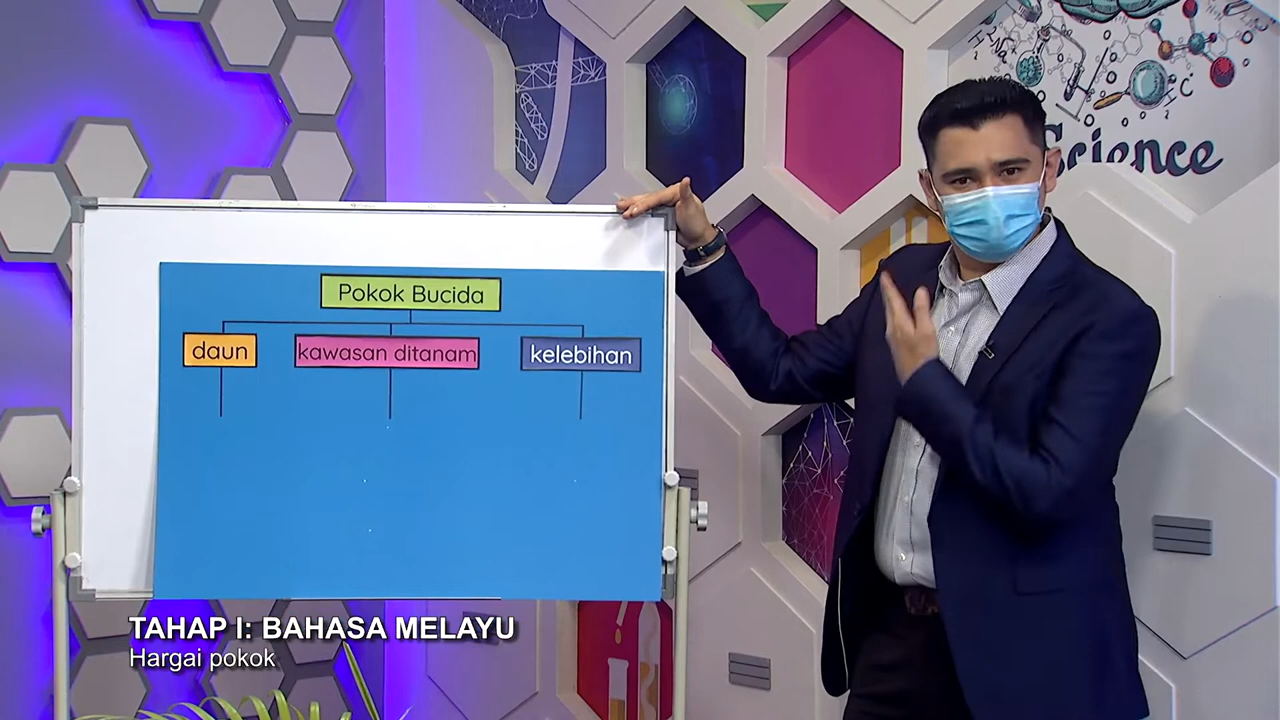 Science
Pokok Bucida
daun
kawasan ditanam
kelebihan
TAHAP I: BAHASA MELAYU
Hargai pokok